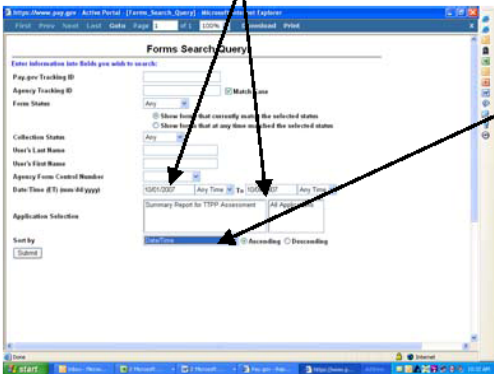 https://www.pay.gov - Active Portal - [Forms_Search_Query] - Microsoft Internet Explorer
First Prev Next Last Goto Page 1 of 1 100% Download Print X
Forms Search Query
Enter information into fields you wish to search:
Pay.gov Tracking ID
Agency Tracking ID Match Case
Form Status Any
Show forms that currently match the selected status
Show forms that at any time matched the selected status
Collection Status Any
User's Last Name
User's First Name
Agency Form Control Number
Date/Time (ET) (mm/dd/yyyy) 10/01/2007 Any Time To Any Time
Summary Report for TTPP Assessment All Applications
Application Selection
Sort by Date/Time Ascending Descending
Submit
Done Internet
start